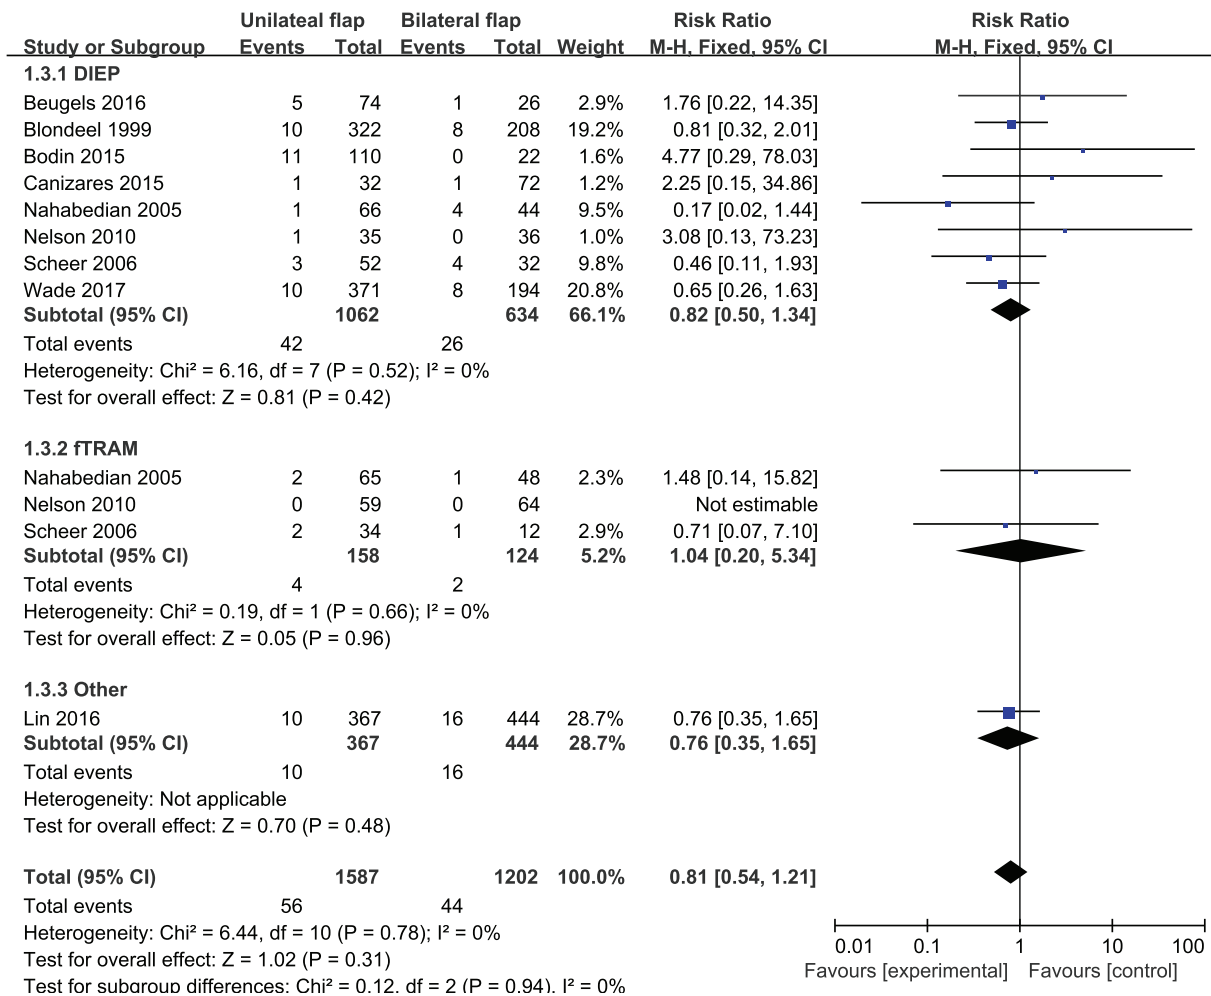 Unilateal flap Bilateral flap Risk Ratio Risk Ratio
Study or Subgroup Events Total Events Total Weight M-H, Fixed, 95% CI M-H, Fixed, 95% CI
1.3.1 DIEP
Beugels 2016 5 74 1 26 2.9% 1.76 [0.22, 14.35]
Blondeel 1999 10 322 8 208 19.2% 0.81 [0.32, 2.01]
Bodin 2015 11 110 0 22 1.6% 4.77 [0.29, 78.03]
Canizares 2015 1 32 1 72 1.2% 2.25 [0.15, 34.86]
Nahabedian 2005 1 66 4 44 9.5% 0.17 [0.02, 1.44]
Nelson 2010 1 35 0 36 1.0% 3.08 [0.13, 73.23]
Scheer 2006 3 52 4 32 9.8% 0.46 [0.11, 1.93]
Wade 2017 10 371 8 194 20.8% 0.65 [0.26, 1.63]
Subtotal (95% CI) 1062 634 66.1% 0.82 [0.50, 1.34]
Total events 42 26
Heterogeneity: Chi² = 6.16, df = 7 (P = 0.52); I² = 0%
Test for overall effect: Z = 0.81 (P = 0.42)
1.3.2 fTRAM
Nahabedian 2005 2 65 1 48 2.3% 1.48 [0.14, 15.82]
Nelson 2010 0 59 0 64 Not estimable
Scheer 2006 2 34 1 12 2.9% 0.71 [0.07, 7.10]
Subtotal (95% CI) 158 124 5.2% 1.04 [0.20, 5.34]
Total events 4 2
Heterogeneity: Chi² = 0.19, df = 1 (P = 0.66); I² = 0%
Test for overall effect: Z = 0.05 (P = 0.96)
1.3.3 Other
Lin 2016 10 367 16 444 28.7% 0.76 [0.35, 1.65]
Subtotal (95% CI) 367 444 28.7% 0.76 [0.35, 1.65]
Total events 10 16
Heterogeneity: Not applicable
Test for overall effect: Z = 0.70 (P = 0.48)
Total (95% CI) 1587 1202 100.0% 0.81 [0.54, 1.21]
Total events 56 44
Heterogeneity: Chi² = 6.44, df = 10 (P = 0.78); I² = 0%
Test for overall effect: Z = 1.02 (P = 0.31)
Test for subgroup differences: Chi² = 0.12, df = 2 (P = 0.94), I² = 0%
0.01 0.1 1 10 100
Favours [experimental] Favours [control]